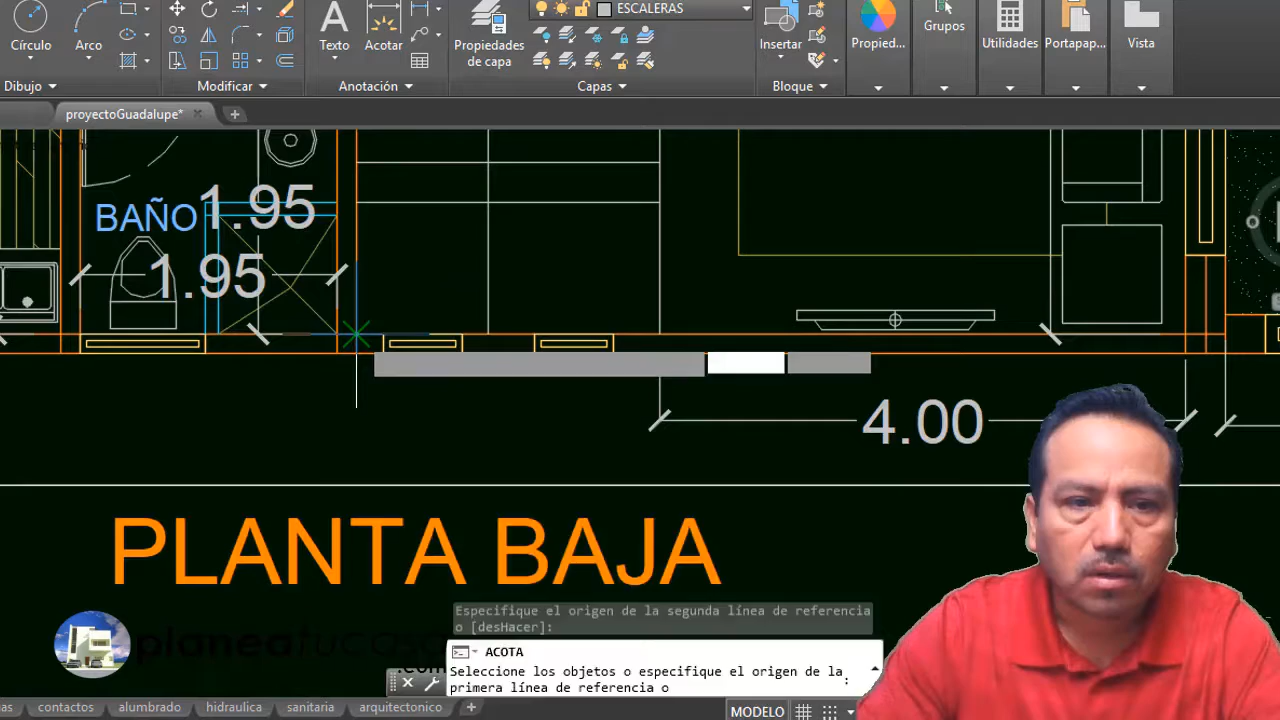 ESCALERAS
Círculo
Arco
Texto
Acotar
Propiedades
de capa
Insertar
Propied...
Grupos
Utilidades
Portapap...
Vista
Dibujo
Modificar
Anotación
Capas
Bloque
proyectoGuadalupe*
BAÑO
1.95
1.95
4.00
PLANTA BAJA
Especifique el origen de la segunda línea de referencia
o [desHacer]:
ACOTA
Seleccione los objetos o especifique el origen de la
primera línea de referencia o :
planeatucasa
.com
contactos
alumbrado
hidraulica
sanitaria
arquitectonico
MODELO